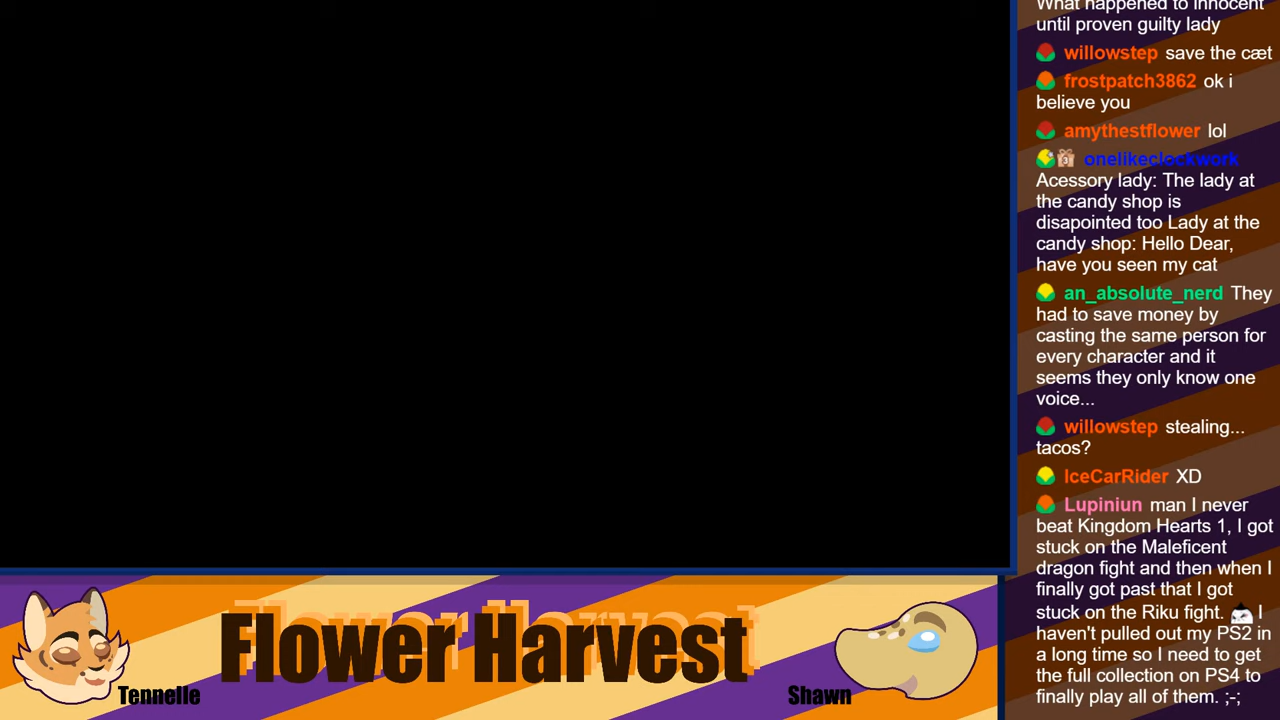 What happened to innocent
until proven guilty lady
willowstep save the cæt
frostpatch3862 ok i
believe you
amythestflower lol
3 onelikeclockwork
Acessory lady: The lady at
the candy shop is
disapointed too Lady at the
candy shop: Hello Dear,
have you seen my cat
an_absolute_nerd They
had to save money by
casting the same person for
every character and it
seems they only know one
voice...
willowstep stealing...
tacos?
IceCarRider XD
Lupiniun man I never
beat Kingdom Hearts 1, I got
stuck on the Maleficent
dragon fight and then when I
finally got past that I got
stuck on the Riku fight. I
haven't pulled out my PS2 in
a long time so I need to get
the full collection on PS4 to
finally play all of them. ;-;
Flower Harvest
Tennelle
Shawn